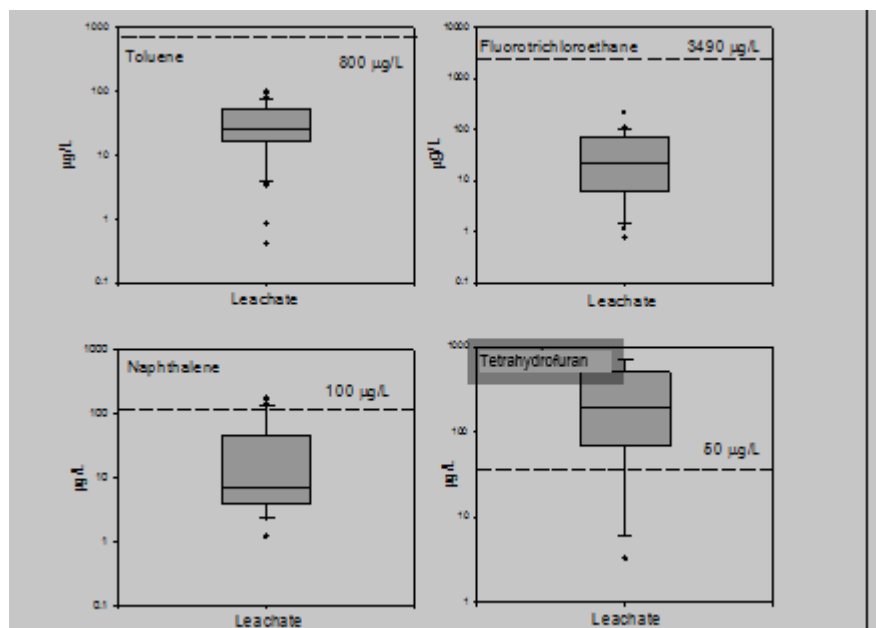 1000
Toluene
800 µg/L
100
10
1
0.1
µg/L
Leachate
10000
Fluorotrichloroethane 3490 µg/L
1000
100
10
1
0.1
µg/L
Leachate
1000
Naphthalene
100 µg/L
100
10
1
0.1
µg/L
Leachate
1000
Tetrahydrofuran
100
µg/L
10
1
µg/L
Leachate